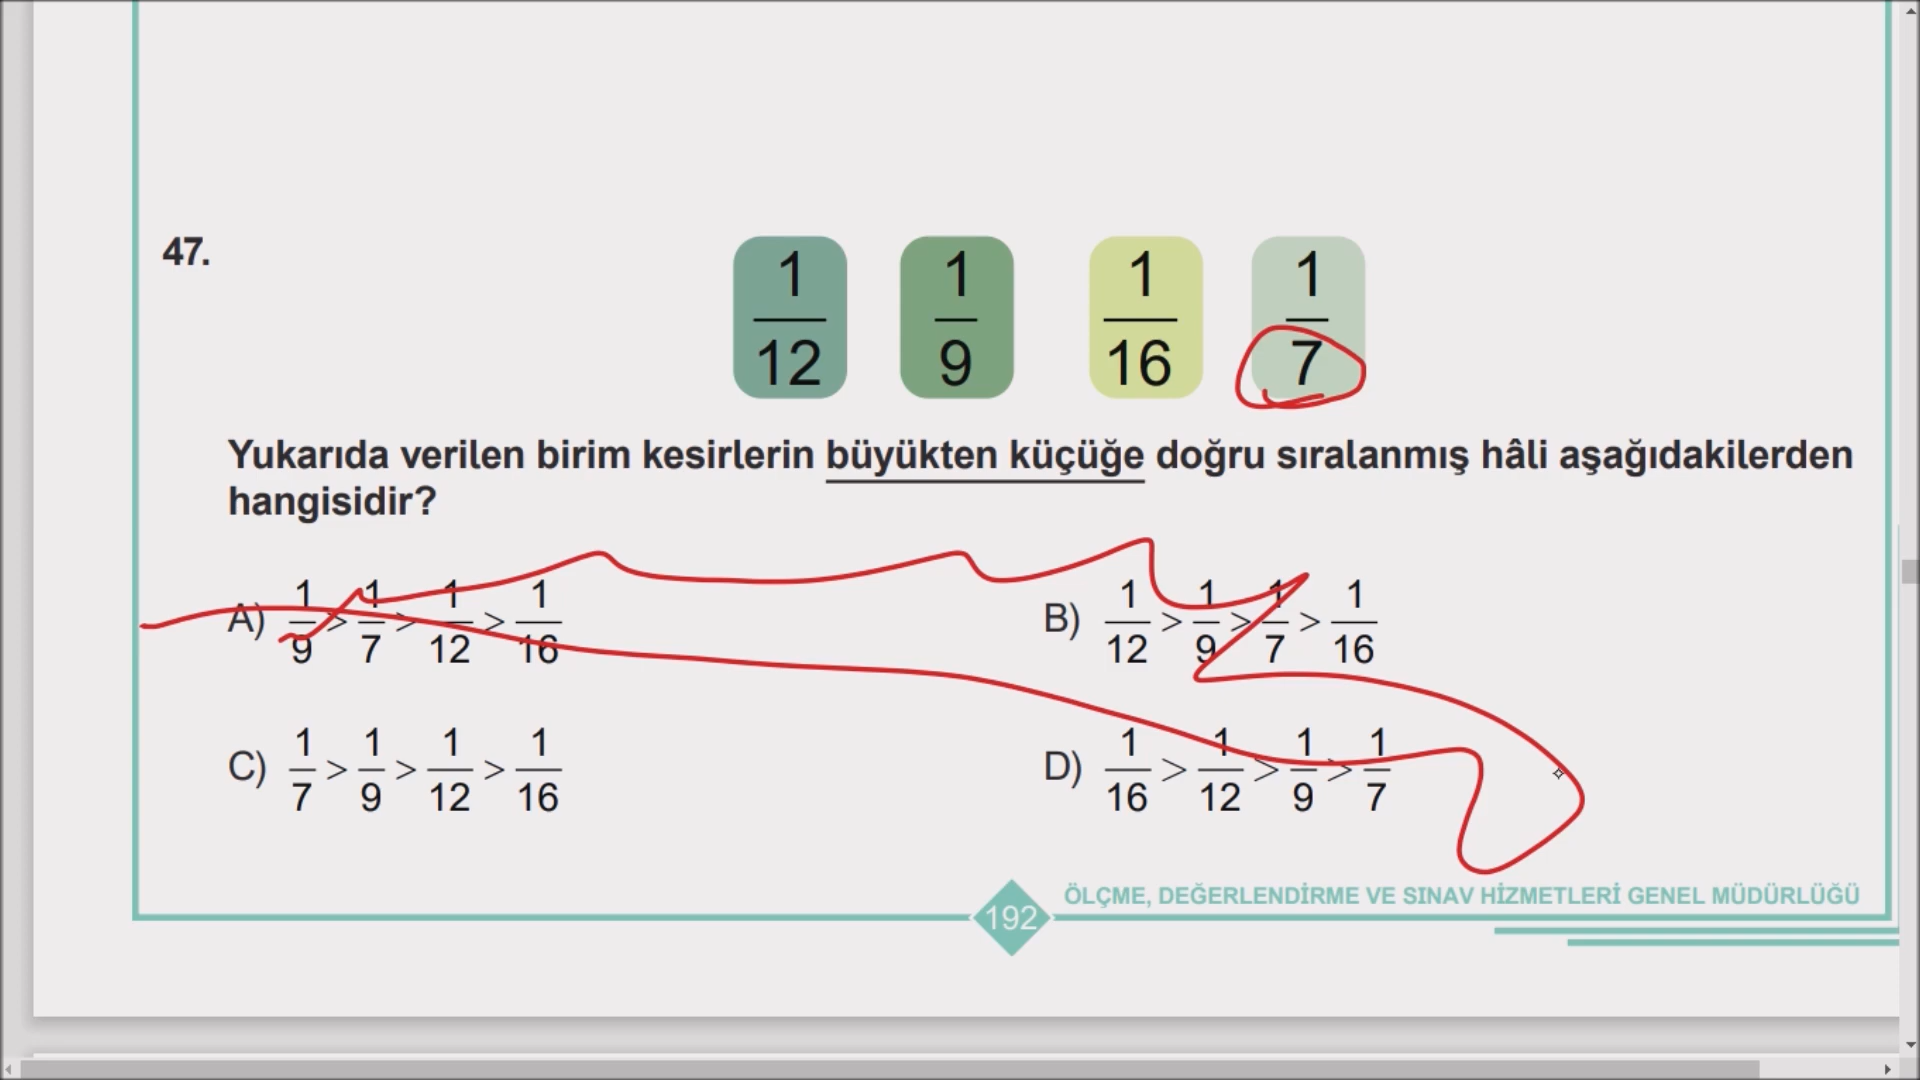 47.
1/12 1/9 1/16 1/7
Yukarıda verilen birim kesirlerin büyükten küçüğe doğru sıralanmış hâli aşağıdakilerden
hangisidir?
A) 1/9 > 1/7 > 1/12 > 1/16
B) 1/12 > 1/9 > 1/7 > 1/16
C) 1/7 > 1/9 > 1/12 > 1/16
D) 1/16 > 1/12 > 1/9 > 1/7
ÖLÇME, DEĞERLENDİRME VE SINAV HİZMETLERİ GENEL MÜDÜRLÜĞÜ
192